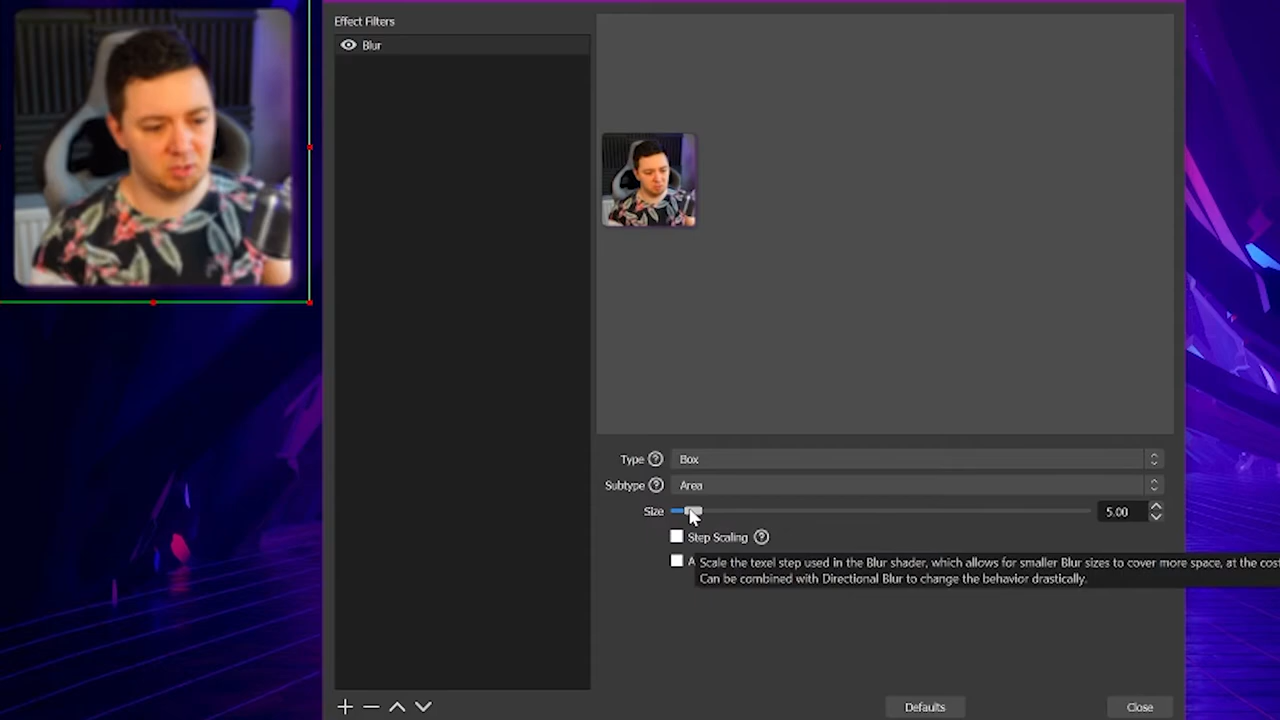 Effect Filters
Blur
Type
Box
Subtype
Area
Size
5.00
Step Scaling
Scale the texel step used in the Blur shader, which allows for smaller Blur sizes to cover more space, at the
Can be combined with Directional Blur to change the behavior drastically.
Defaults
Close